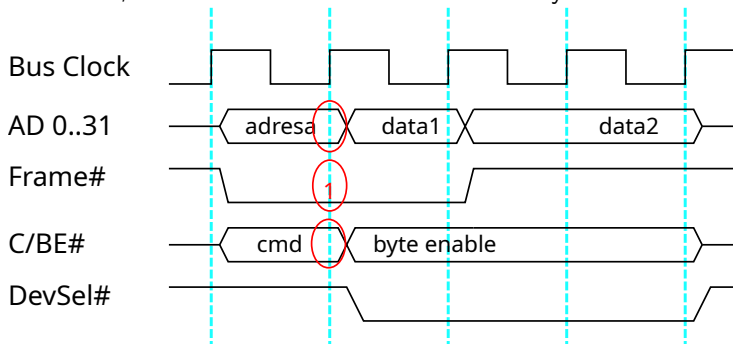 Bus Clock
AD 0..31
adresa
data1
data2
Frame#
1
C/BE#
cmd
byte enable
DevSel#